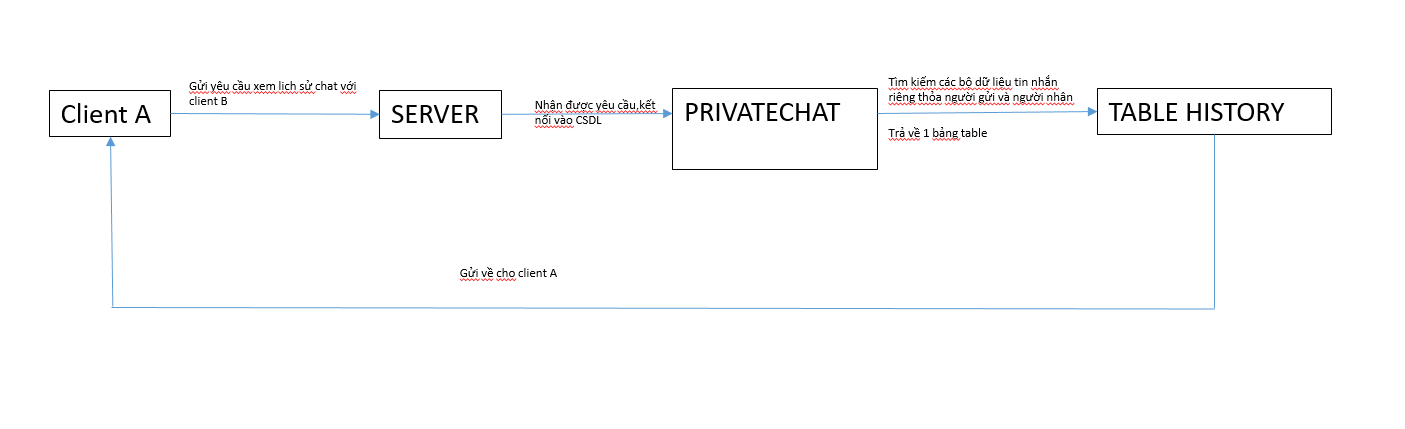 Gửi yêu cầu xem lich sử chat với
client B
Client A
SERVER
Nhận được yêu cầu,kết
nối vào CSDL
PRIVATECHAT
Tìm kiếm các bộ dữ liệu tin nhắn
riêng thỏa người gửi và người nhân
Trả về 1 bảng table
TABLE HISTORY
Gửi về cho client A